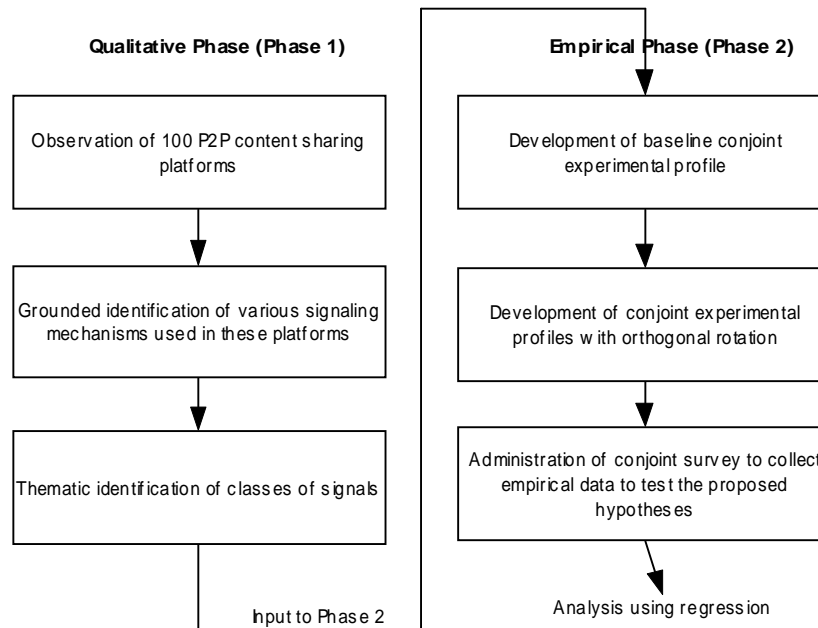 Qualitative Phase (Phase 1)
Observation of 100 P2P content sharing
platforms
Grounded identification of various signaling
mechanisms used in these platforms
Thematic identification of classes of signals
Input to Phase 2
Empirical Phase (Phase 2)
Development of baseline conjoint
experimental profile
Development of conjoint experimental
profiles with orthogonal rotation
Administration of conjoint survey to collect
empirical data to test the proposed
hypotheses
Analysis using regression